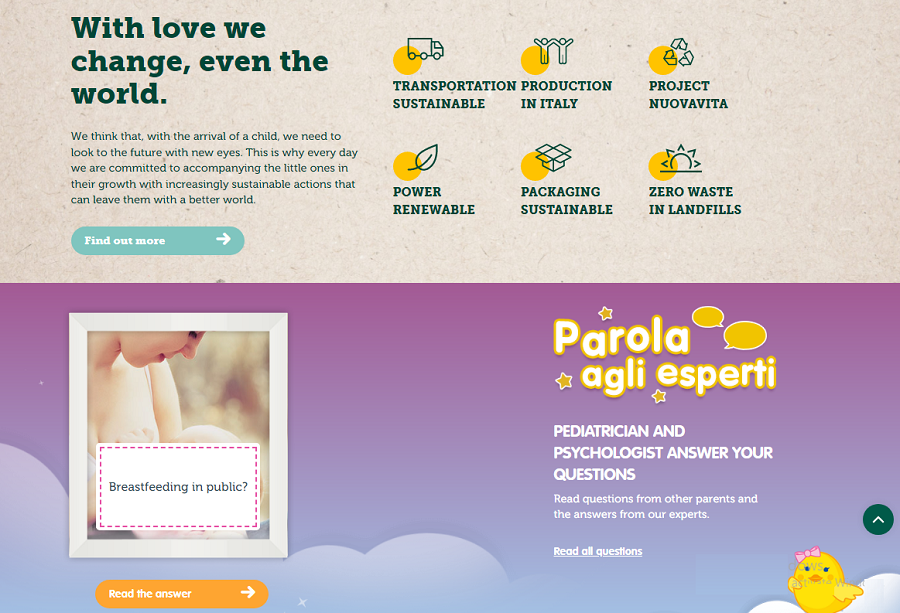 With love we
change, even the
world.
We think that, with the arrival of a child, we need to
look to the future with new eyes. This is why every day
we are committed to accompanying the little ones in
their growth with increasingly sustainable actions that
can leave them with a better world.
Find out more
TRANSPORTATION
SUSTAINABLE
PRODUCTION
IN ITALY
PROJECT
NUOVAVITA
POWER
RENEWABLE
PACKAGING
SUSTAINABLE
ZERO WASTE
IN LANDFILLS
Breastfeeding in public?
Read the answer
Parola
agli esperti
PEDIATRICIAN AND
PSYCHOLOGIST ANSWER YOUR
QUESTIONS
Read questions from other parents and
the answers from our experts.
Read all questions